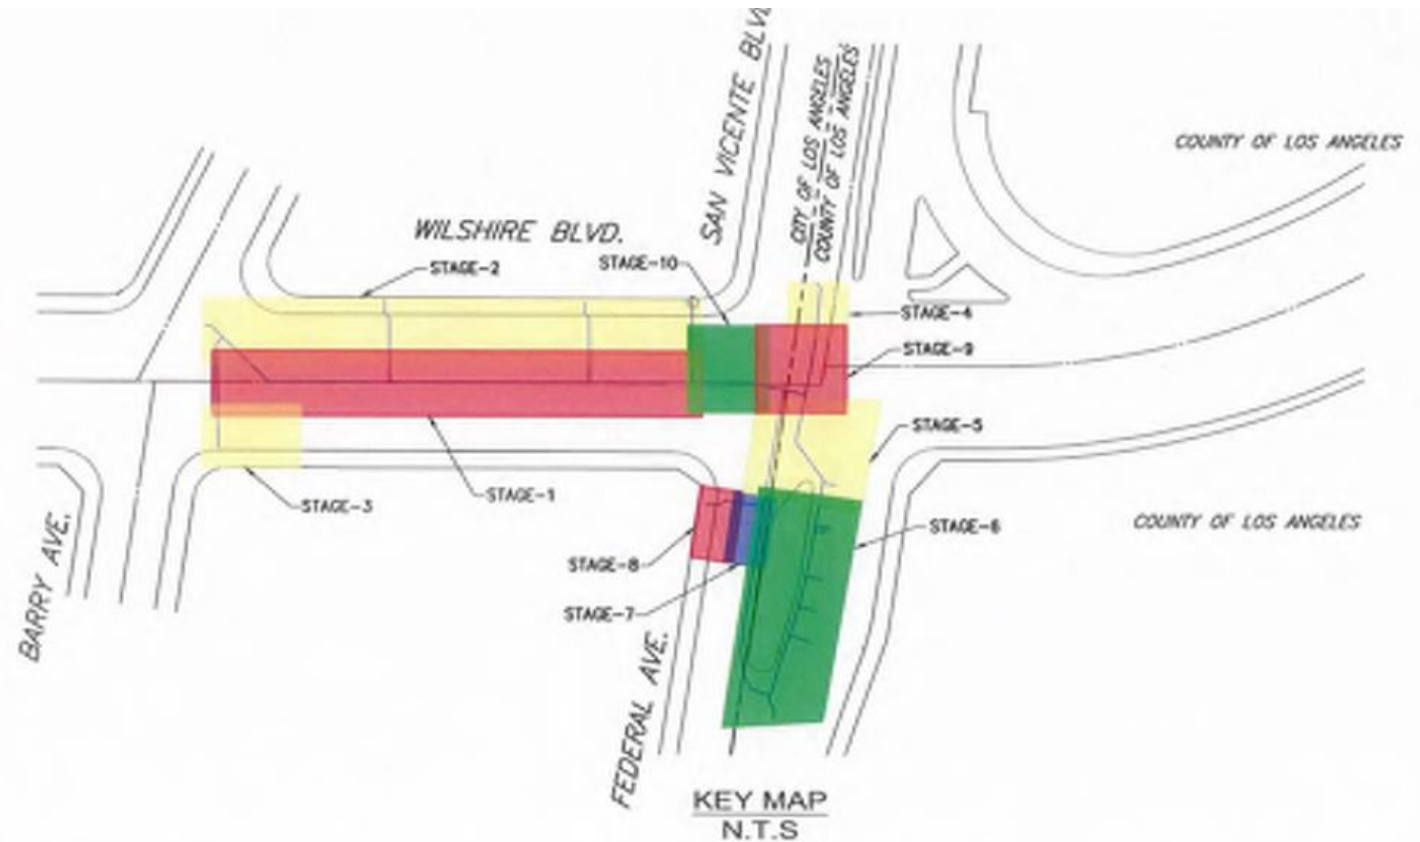 SAN VICENTE BLVD
CITY OF LOS ANGELES
COUNTY OF LOS ANGELES
COUNTY OF LOS ANGELES
WILSHIRE BLVD.
STAGE-2
STAGE-10
STAGE-4
STAGE-9
STAGE-5
STAGE-3
STAGE-1
STAGE-6
COUNTY OF LOS ANGELES
BARRY AVE.
STAGE-8
STAGE-7
FEDERAL AVE.
KEY MAP
N.T.S